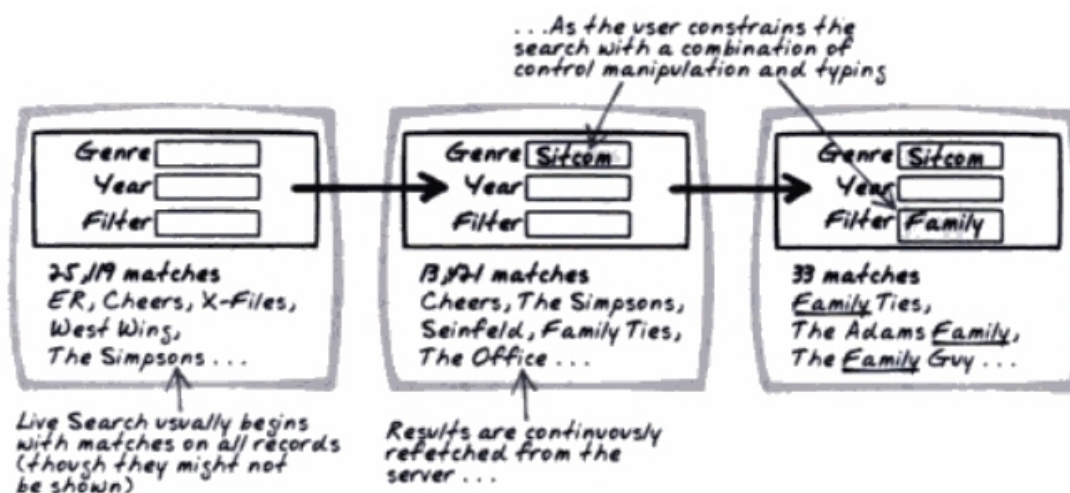 ...As the user constrains the
search with a combination of
control manipulation and typing
Genre
Year
Filter
25,119 matches
ER, Cheers, X-Files,
West Wing,
The Simpsons ...
Live Search usually begins
with matches on all records
(though they might not
be shown)
Genre Sitcom
Year
Filter
matches
Cheers, The Simpsons,
Seinfeld, Family Ties,
The Office ...
Results are continuously
refetched from the
server ...
Genre Sitcom
Year
Filter Family
33 matches
Family Ties,
The Adams Family,
The Family Guy ...